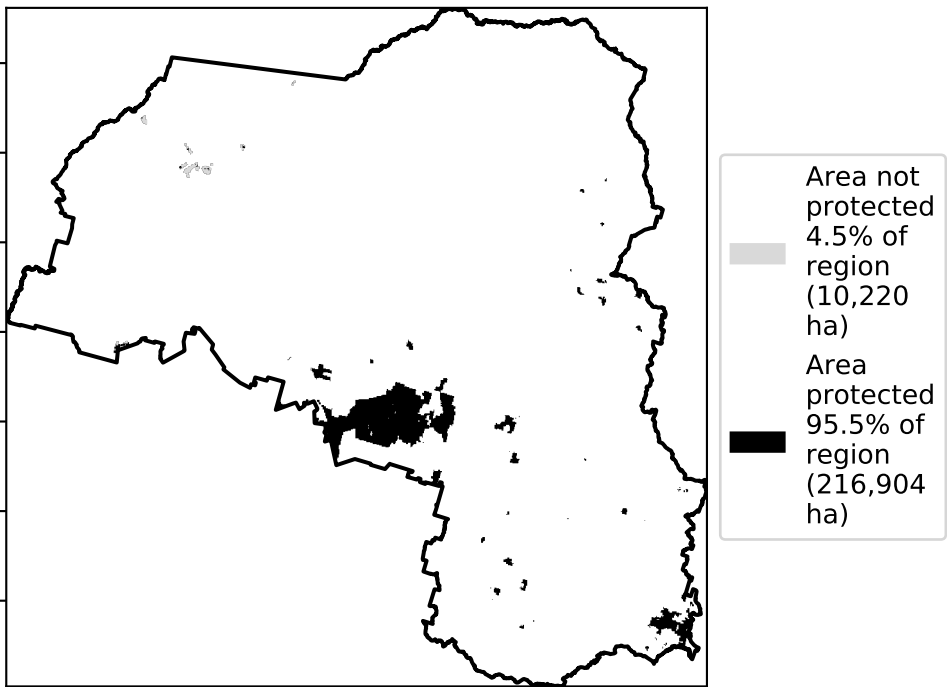 Area not
protected
4.5% of
region
(10,220
ha)
Area
protected
95.5% of
region
(216,904
ha)